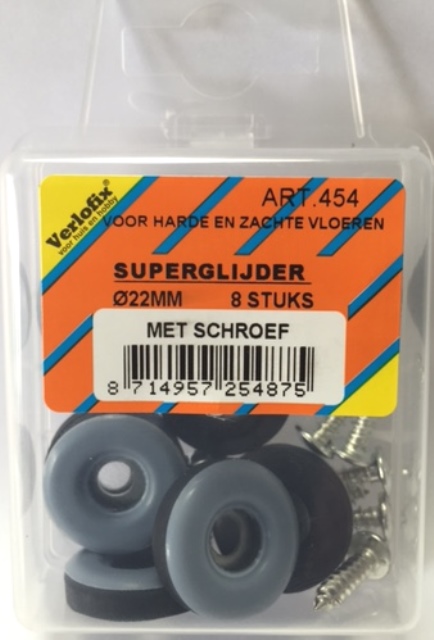 ART.454
Verlofix®
voor huis en hobby
VOOR HARDE EN ZACHTE VLOEREN
SUPERGLIJDER
Ø22MM 8 STUKS
MET SCHROEF
8 714957 254875